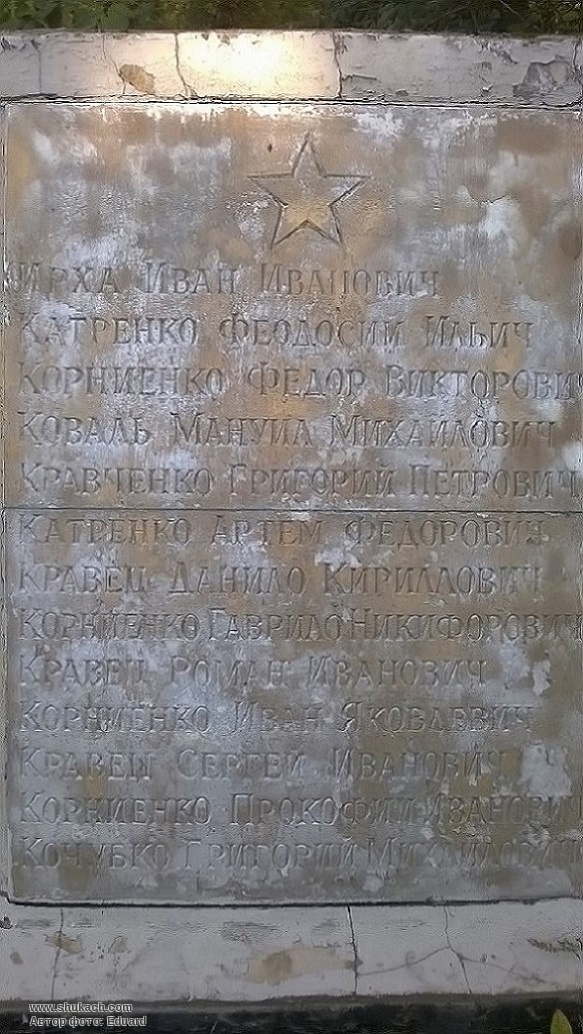 Ирха Иван Иванович
Катренко Феодосий Ильич
Корниенко Федор Викторович
Коваль Мануил Михайлович
Кравченко Григорий Петрович
Катренко Артем Федорович
Кравец Данило Кириллович
Корниенко Гаврило Никифорович
Кравец Роман Иванович
Корниенко Иван Яковлевич
Кравец Сергей Иванович
Корниенко Прокофий Иванович
Кочубко Григорий Михайлович
www.shukach.com
Автор фото: Eduard